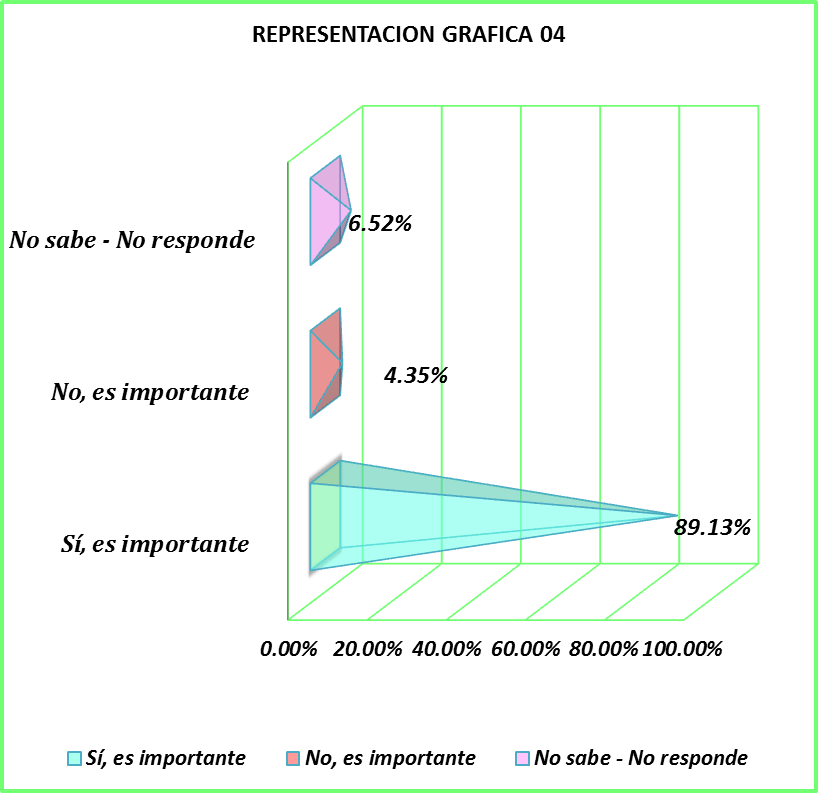 REPRESENTACION GRAFICA 04
No sabe - No responde
6.52%
No, es importante
4.35%
Sí, es importante
89.13%
0.00% 20.00% 40.00% 60.00% 80.00% 100.00%
Sí, es importante No, es importante No sabe - No responde